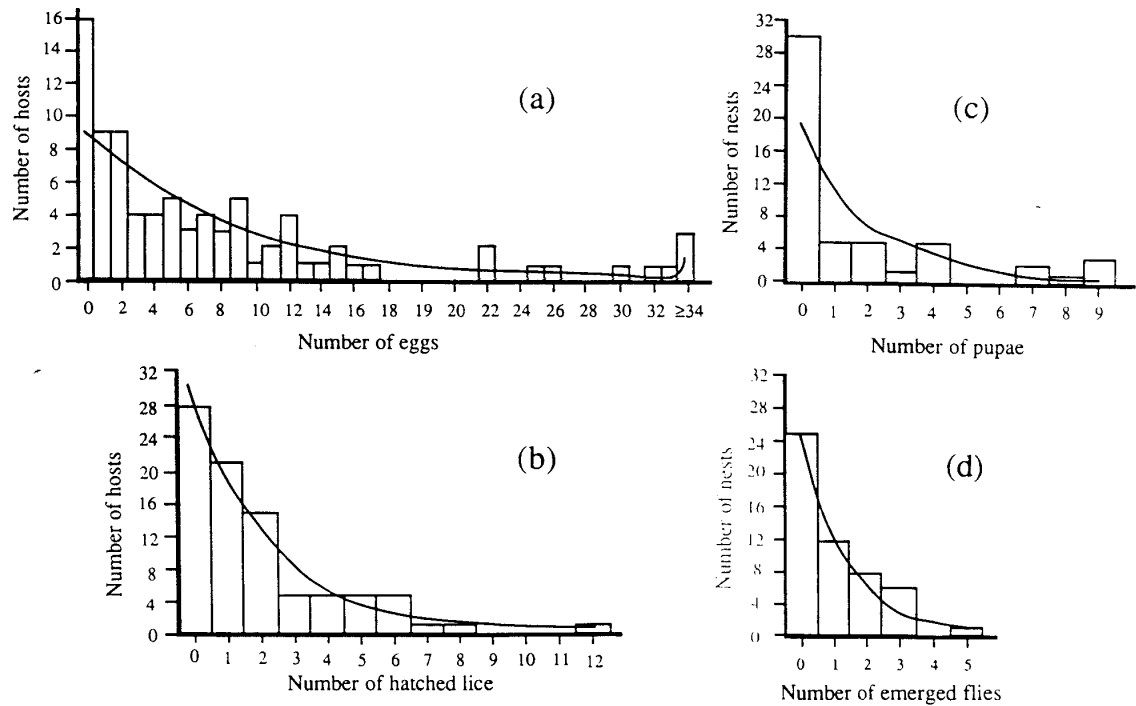 16
14
12
10
8
6
4
2
0
Number of hosts
(a)
0 2 4 6 8 10 12 14 16 18 20 22 24 26 28 30 32 ≥34
Number of eggs
32
28
24
20
16
12
8
4
0
Number of nests
(c)
0 1 2 3 4 5 6 7 8 9
Number of pupae
32
28
24
20
16
12
8
4
0
Number of hosts
(b)
0 1 2 3 4 5 6 7 8 9 10 11 12
Number of hatched lice
32
28
24
20
16
12
8
4
0
Number of nests
(d)
0 1 2 3 4 5
Number of emerged flies